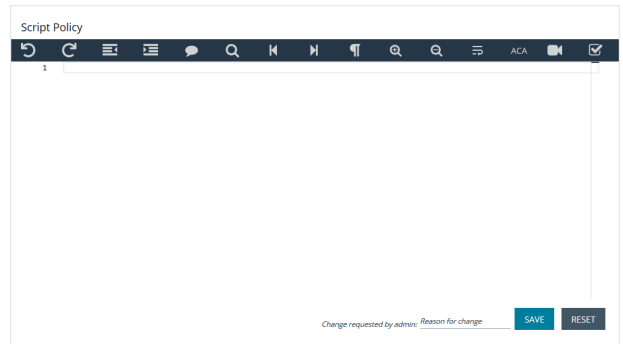 Script Policy
ACA
1
Change requested by admin: Reason for change
SAVE
RESET